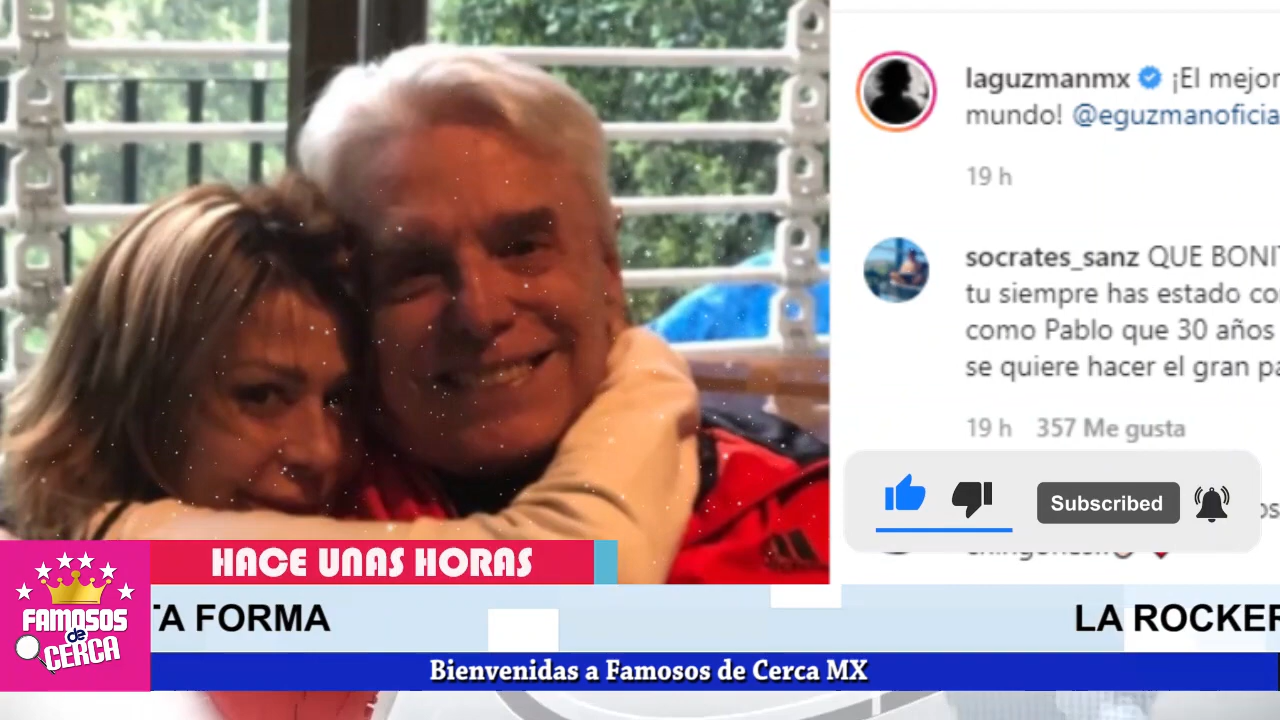 laguzmanmx ¡El mejor
mundo! @eguzmanoficia
19 h
socrates_sanz QUE BONI
tu siempre has estado co
como Pablo que 30 años
se quiere hacer el gran pa
19 h 357 Me gusta
Subscribed
HACE UNAS HORAS
FAMOSOS
de
CERCA
TA FORMA
LA ROCKER
Bienvenidas a Famosos de Cerca MX